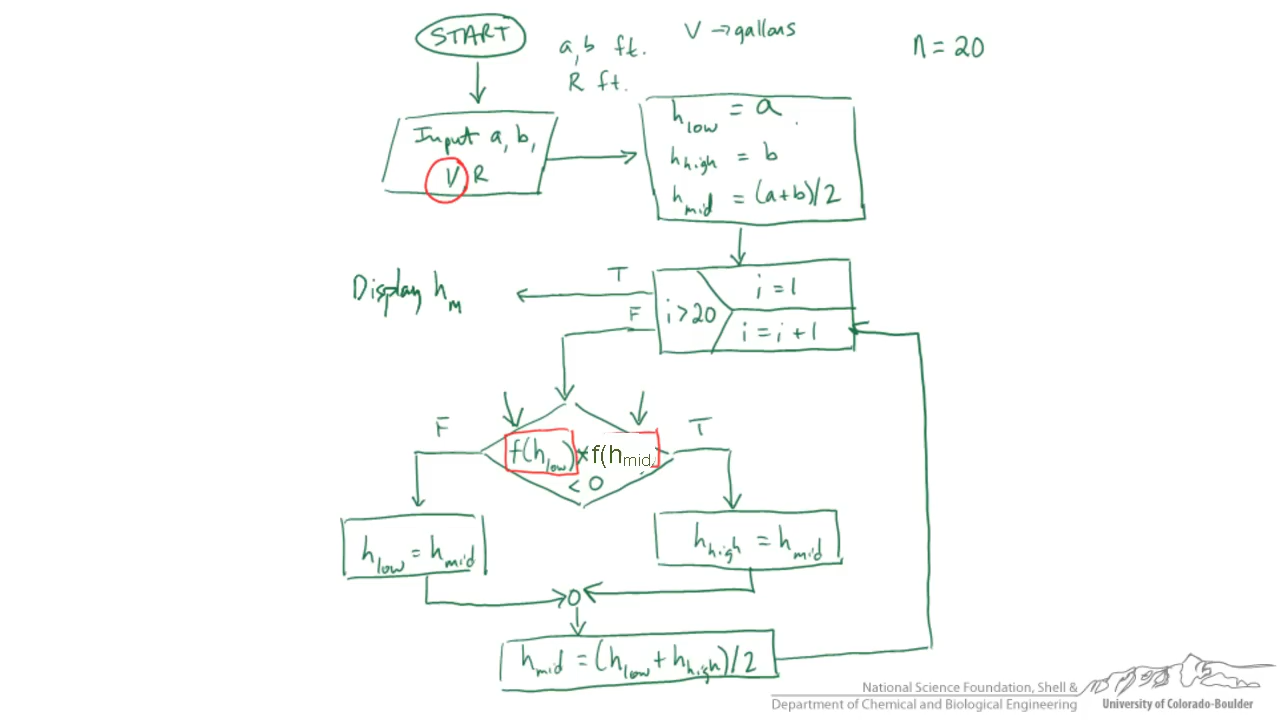 START
a, b ft.
R ft.
V → gallons
n = 20
Input a, b,
V R
h_low = a
h_high = b
h_mid = (a+b)/2
T
F
i > 20
i = 1
i = i + 1
Display h_m
F
T
f(h_low) × f(h_mid)
< 0
h_low = h_mid
h_high = h_mid
h_mid = (h_low + h_high)/2
National Science Foundation, Shell &
Department of Chemical and Biological Engineering
University of Colorado-Boulder